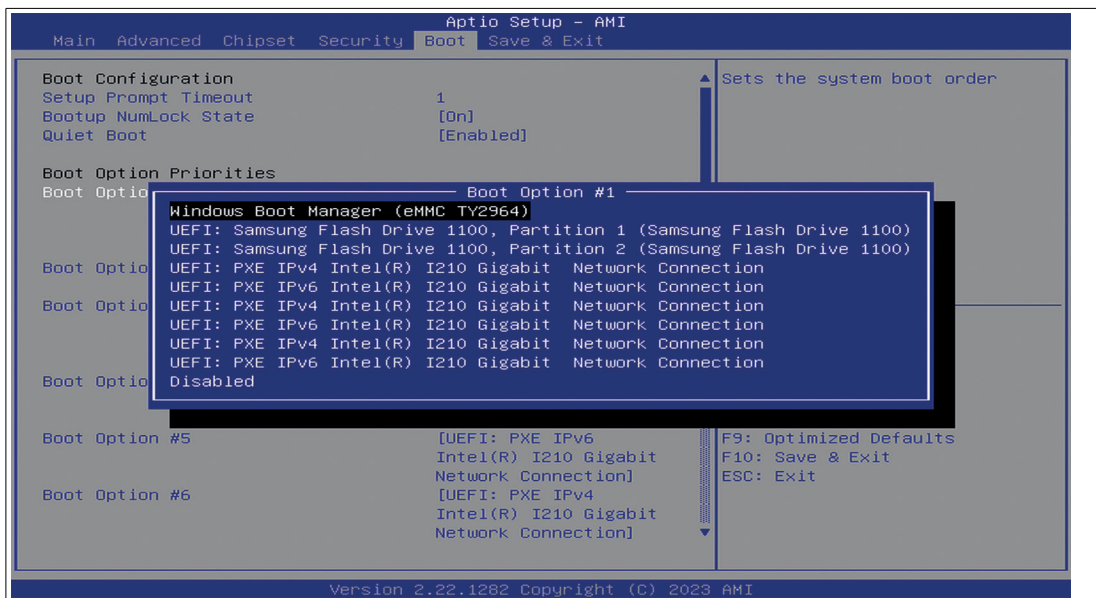 Aptio Setup – AMI
Main Advanced Chipset Security Boot Save & Exit
Boot Configuration
Setup Prompt Timeout 1
Bootup NumLock State [On]
Quiet Boot [Enabled]
Boot Option Priorities
Boot Optio
Sets the system boot order
Boot Option #1
Windows Boot Manager (eMMC TY2964)
UEFI: Samsung Flash Drive 1100, Partition 1 (Samsung Flash Drive 1100)
UEFI: Samsung Flash Drive 1100, Partition 2 (Samsung Flash Drive 1100)
Boot Optio
UEFI: PXE IPv4 Intel(R) I210 Gigabit  Network Connection
UEFI: PXE IPv6 Intel(R) I210 Gigabit  Network Connection
Boot Optio
UEFI: PXE IPv4 Intel(R) I210 Gigabit  Network Connection
UEFI: PXE IPv6 Intel(R) I210 Gigabit  Network Connection
UEFI: PXE IPv4 Intel(R) I210 Gigabit  Network Connection
UEFI: PXE IPv6 Intel(R) I210 Gigabit  Network Connection
Boot Optio
Disabled
Boot Option #5 [UEFI: PXE IPv6
Intel(R) I210 Gigabit
Network Connection]
Boot Option #6 [UEFI: PXE IPv4
Intel(R) I210 Gigabit
Network Connection]
F9: Optimized Defaults
F10: Save & Exit
ESC: Exit
Version 2.22.1282 Copyright (C) 2023 AMI